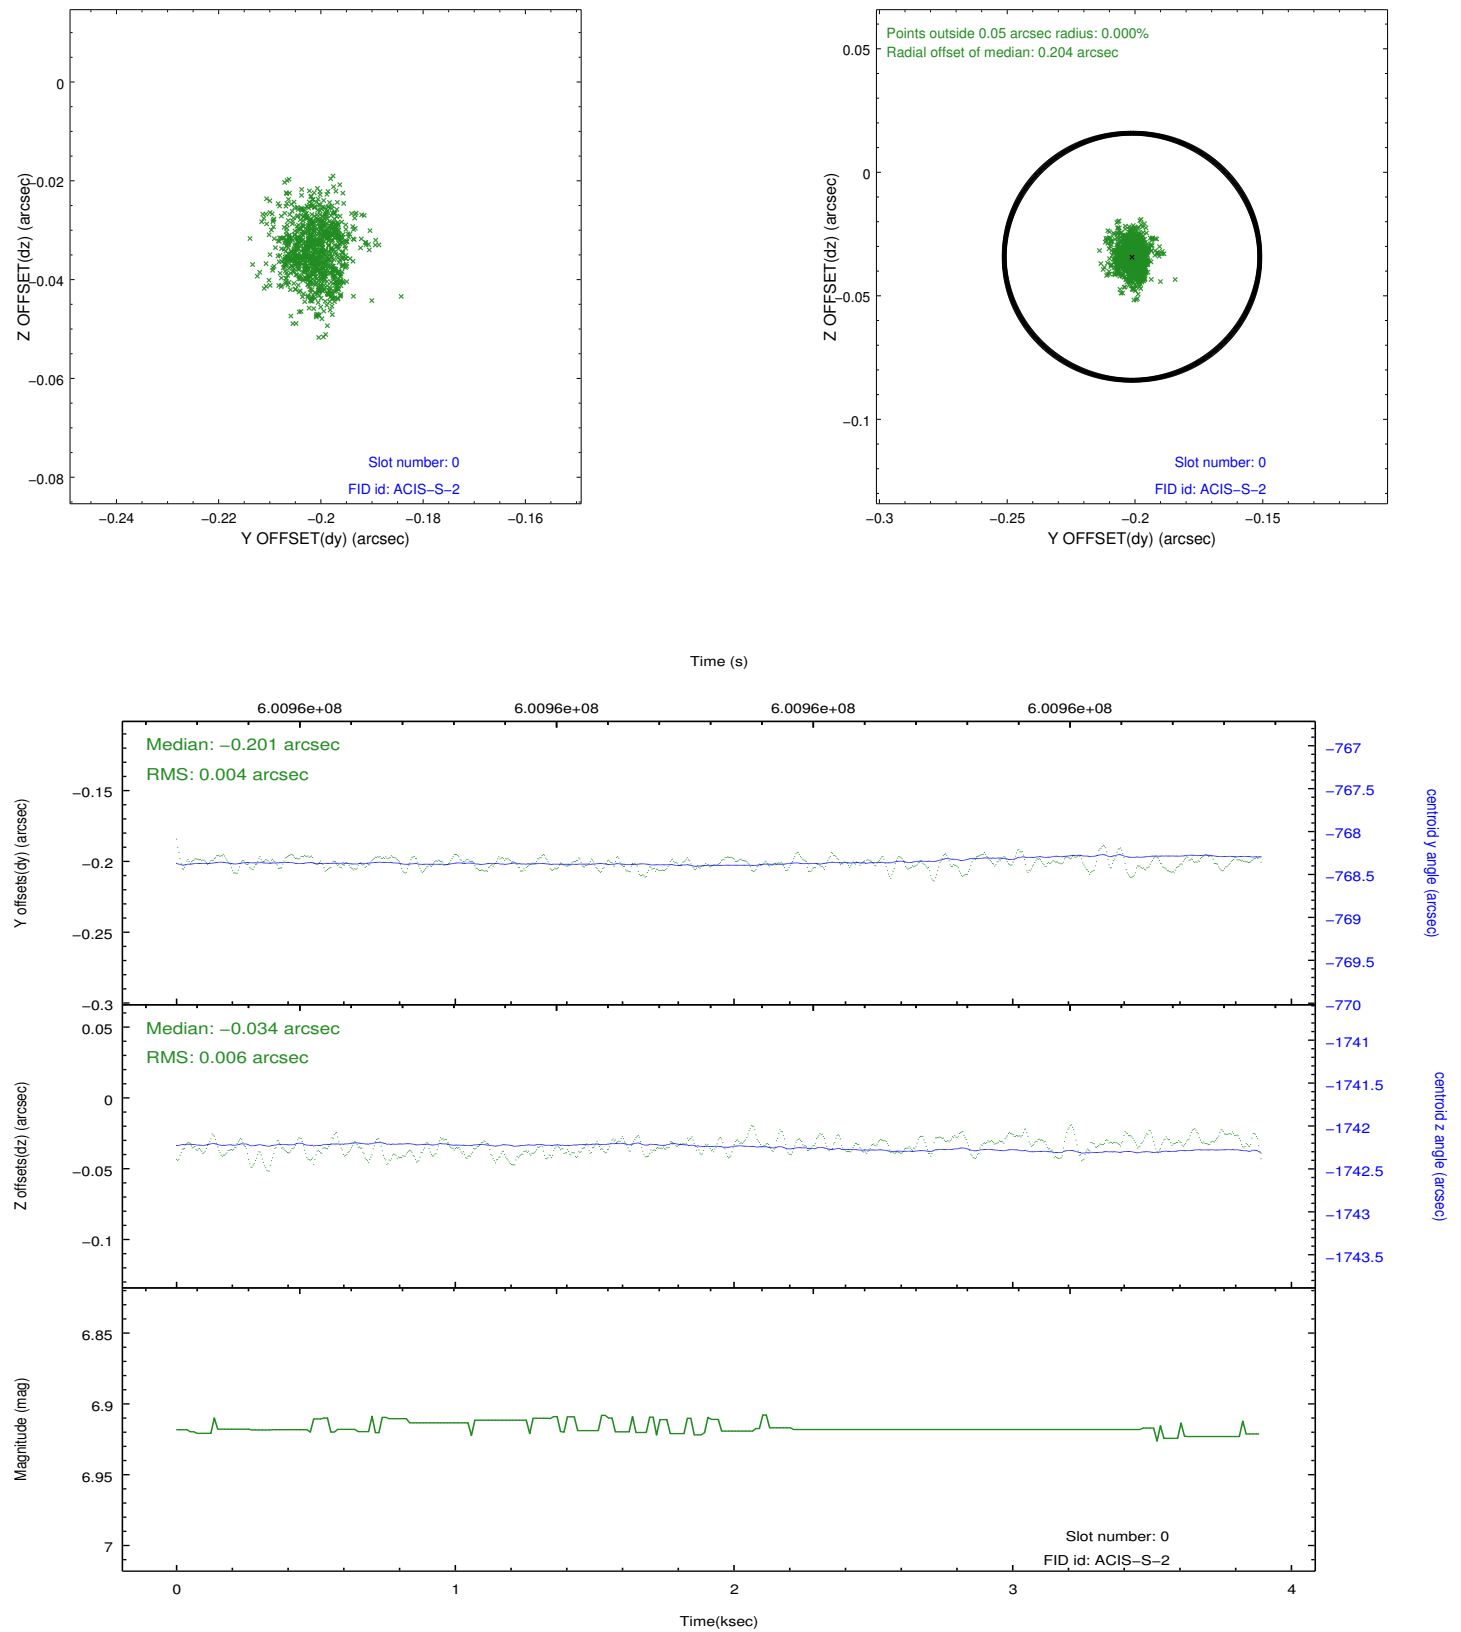 0
−0.02
−0.04
−0.06
−0.08
Z OFFSET(dz) (arcsec)
Slot number: 0
FID id: ACIS−S−2
−0.24
−0.22
−0.2
−0.18
−0.16
Y OFFSET(dy) (arcsec)
Points outside 0.05 arcsec radius: 0.000%
Radial offset of median: 0.204 arcsec
0.05
0
−0.05
−0.1
Z OFFSET(dz) (arcsec)
Slot number: 0
FID id: ACIS−S−2
−0.3
−0.25
−0.2
−0.15
Y OFFSET(dy) (arcsec)
Time (s)
6.0096e+08
6.0096e+08
6.0096e+08
6.0096e+08
Median: −0.201 arcsec
RMS: 0.004 arcsec
−0.15
−0.2
−0.25
−0.3
Y offsets(dy) (arcsec)
−767
−767.5
−768
−768.5
−769
−769.5
−770
centroid y angle (arcsec)
Median: −0.034 arcsec
RMS: 0.006 arcsec
0.05
0
−0.05
−0.1
Z offsets(dz) (arcsec)
−1741
−1741.5
−1742
−1742.5
−1743
−1743.5
centroid z angle (arcsec)
6.85
6.9
6.95
7
Magnitude (mag)
Slot number: 0
FID id: ACIS−S−2
0
1
2
3
4
Time(ksec)